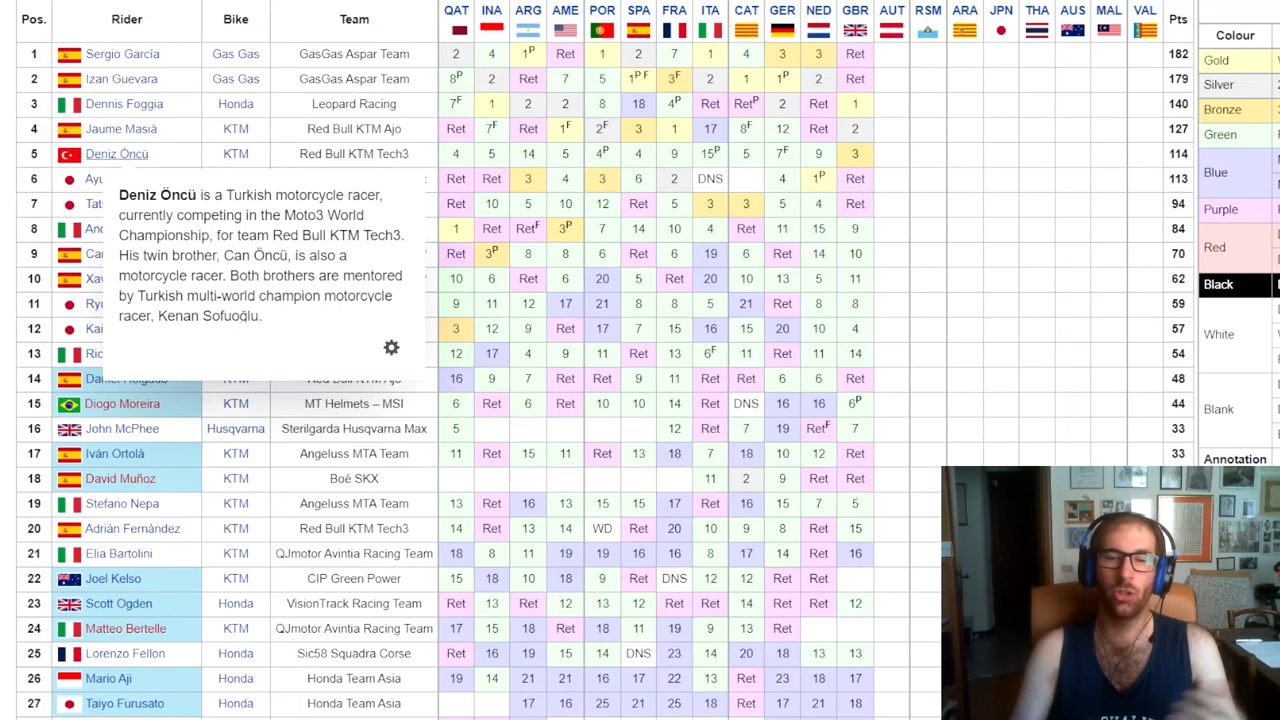 Pos. Rider Bike Team QAT INA ARG AME POR SPA FRA ITA CAT GER NED GBR AUT RSM ARA JPN THA AUS MAL VAL Pts
Colour
1 Sergio García Gas Gas GasGas Aspar Team 2 4 1P Ret 1 2 7 1 4 3 3 Ret 182
Gold
2 Izan Guevara Gas Gas GasGas Aspar Team 8P 2 Ret 7 5 1P F 3F 2 1 1P 2 Ret 179
Silver
3 Dennis Foggia Honda Leopard Racing 7F 1 2 2 8 18 4P Ret RetP 2 Ret 1 140
Bronze
4 Jaume Masià KTM Red Bull KTM Ajo Ret 7F Ret 1F 2F 3 1 17 8F 12 Ret 2 127
Green
5 Deniz Öncü KTM Red Bull KTM Tech3 4 5 14 5 4P 4 9 15P 5 7F 9 3 114
Blue
6 Ayu Ret Ret 3 4 3 6 2 DNS 4 1P Ret 113
7 Tat Ret 10 5 10 12 Ret 5 3 3 5 4 Ret 94
Purple
8 And 1 Ret RetF 3P 7 14 10 4 Ret 11 15 Ret 84
Red
9 Car Ret 3P 8 8 6 Ret 6 19 6 Ret 14 10 70
10 Xa 10 6 Ret 6 20 5 Ret 20 10 13 5 11 62
Black
11 Ryu 9 11 12 17 21 8 8 5 21 Ret 8 8 59
12 Kai 3 12 9 Ret 17 7 15 16 15 20 10 4 57
White
13 Ric 12 17 4 9 11 Ret 13 6F 11 Ret 11 14 54
14 Daniel Holgado KTM Red Bull KTM Ajo 16 9 7 Ret Ret 9 11 Ret Ret 6 6 Ret 48
15 Diogo Moreira KTM MT Helmets – MSI 6 Ret 6 Ret 10 10 14 Ret DNS 16 16 6P 44
Blank
16 John McPhee Husqvarna Sterilgarda Husqvarna Max 5 12 Ret 7 19 RetF 7
17 Iván Ortolá KTM Angeluss MTA Team 11 Ret 15 11 Ret 13 18 7 18 10 12 Ret 33
Annotation
18 David Muñoz KTM Boè SKX 11 2 9 Ret Ret
19 Stefano Nepa KTM Angeluss MTA Team 13 Ret 16 13 15 15 17 Ret 16 15 7 5
20 Adrián Fernández KTM Red Bull KTM Tech3 14 Ret 13 14 WD Ret 20 10 9 8 Ret 15
21 Elia Bartolini KTM QJmotor Avintia Racing Team 18 8 11 19 19 16 16 8 17 14 17 16
22 Joel Kelso KTM CIP Green Power 15 18 10 18 9 Ret DNS 12 12 Ret Ret
23 Scott Ogden Honda VisionTrack Racing Team Ret 13 Ret 12 13 12 Ret Ret 14 Ret Ret 12
24 Matteo Bertelle KTM QJmotor Avintia Racing Team 17 15 18 Ret 18 11 19 9 13 Ret
25 Lorenzo Fellon Honda Sic58 Squadra Corse Ret 16 19 15 14 DNS 23 14 20 18 13 13
26 Mario Aji Honda Honda Team Asia 19 14 21 21 16 17 22 13 Ret 23 18 17
27 Taiyo Furusato Honda Honda Team Asia 17 16 25 21 25 18 Ret 22 21 18
Deniz Öncü is a Turkish motorcycle racer,
currently competing in the Moto3 World
Championship, for team Red Bull KTM Tech3.
His twin brother, Can Öncü, is also a
motorcycle racer. Both brothers are mentored
by Turkish multi-world champion motorcycle
racer, Kenan Sofuoğlu.